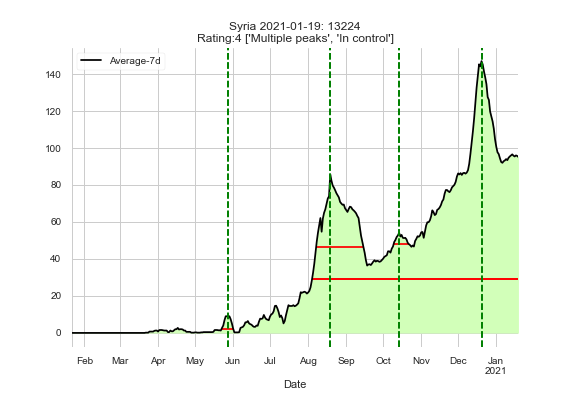 Syria 2021-01-19: 13224
Rating:4 ['Multiple peaks', 'In control']
Average-7d
140
120
100
80
60
40
20
0
Feb Mar Apr May Jun Jul Aug Sep Oct Nov Dec Jan
2021
Date